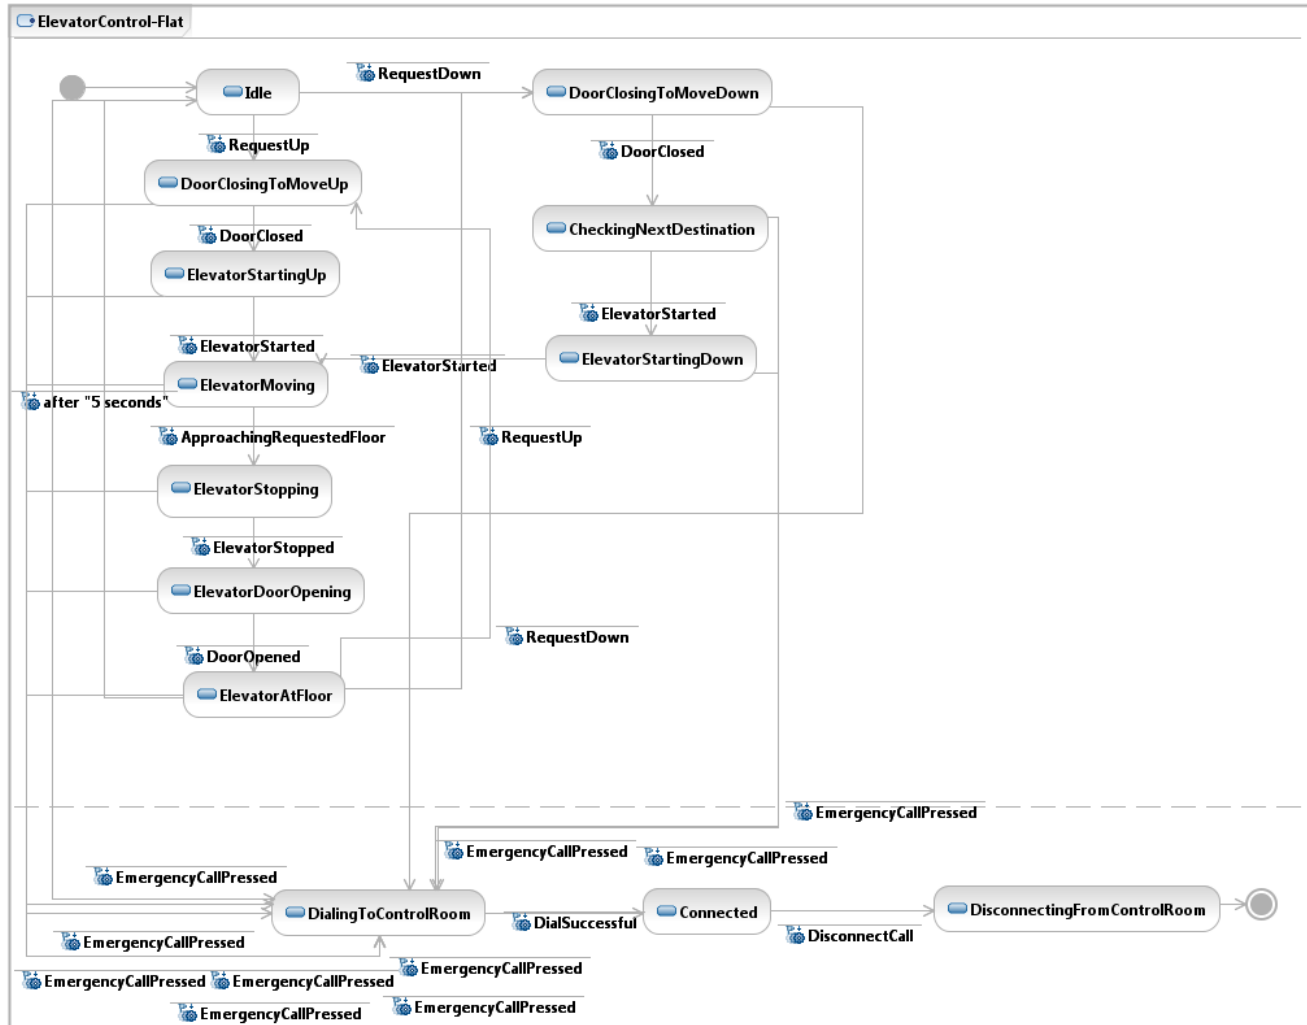 ElevatorControl-Flat
RequestDown
Idle
DoorClosingToMoveDown
RequestUp
DoorClosed
DoorClosingToMoveUp
CheckingNextDestination
DoorClosed
ElevatorStartingUp
ElevatorStarted
ElevatorStarted
ElevatorStarted
ElevatorStartingDown
ElevatorMoving
after "5 seconds"
ApproachingRequestedFloor
RequestUp
ElevatorStopping
ElevatorStopped
ElevatorDoorOpening
RequestDown
DoorOpened
ElevatorAtFloor
EmergencyCallPressed
EmergencyCallPressed
EmergencyCallPressed
EmergencyCallPressed
DialingToControlRoom
Connected
DisconnectingFromControlRoom
DialSuccessful
DisconnectCall
EmergencyCallPressed
EmergencyCallPressed
EmergencyCallPressed
EmergencyCallPressed
EmergencyCallPressed
EmergencyCallPressed